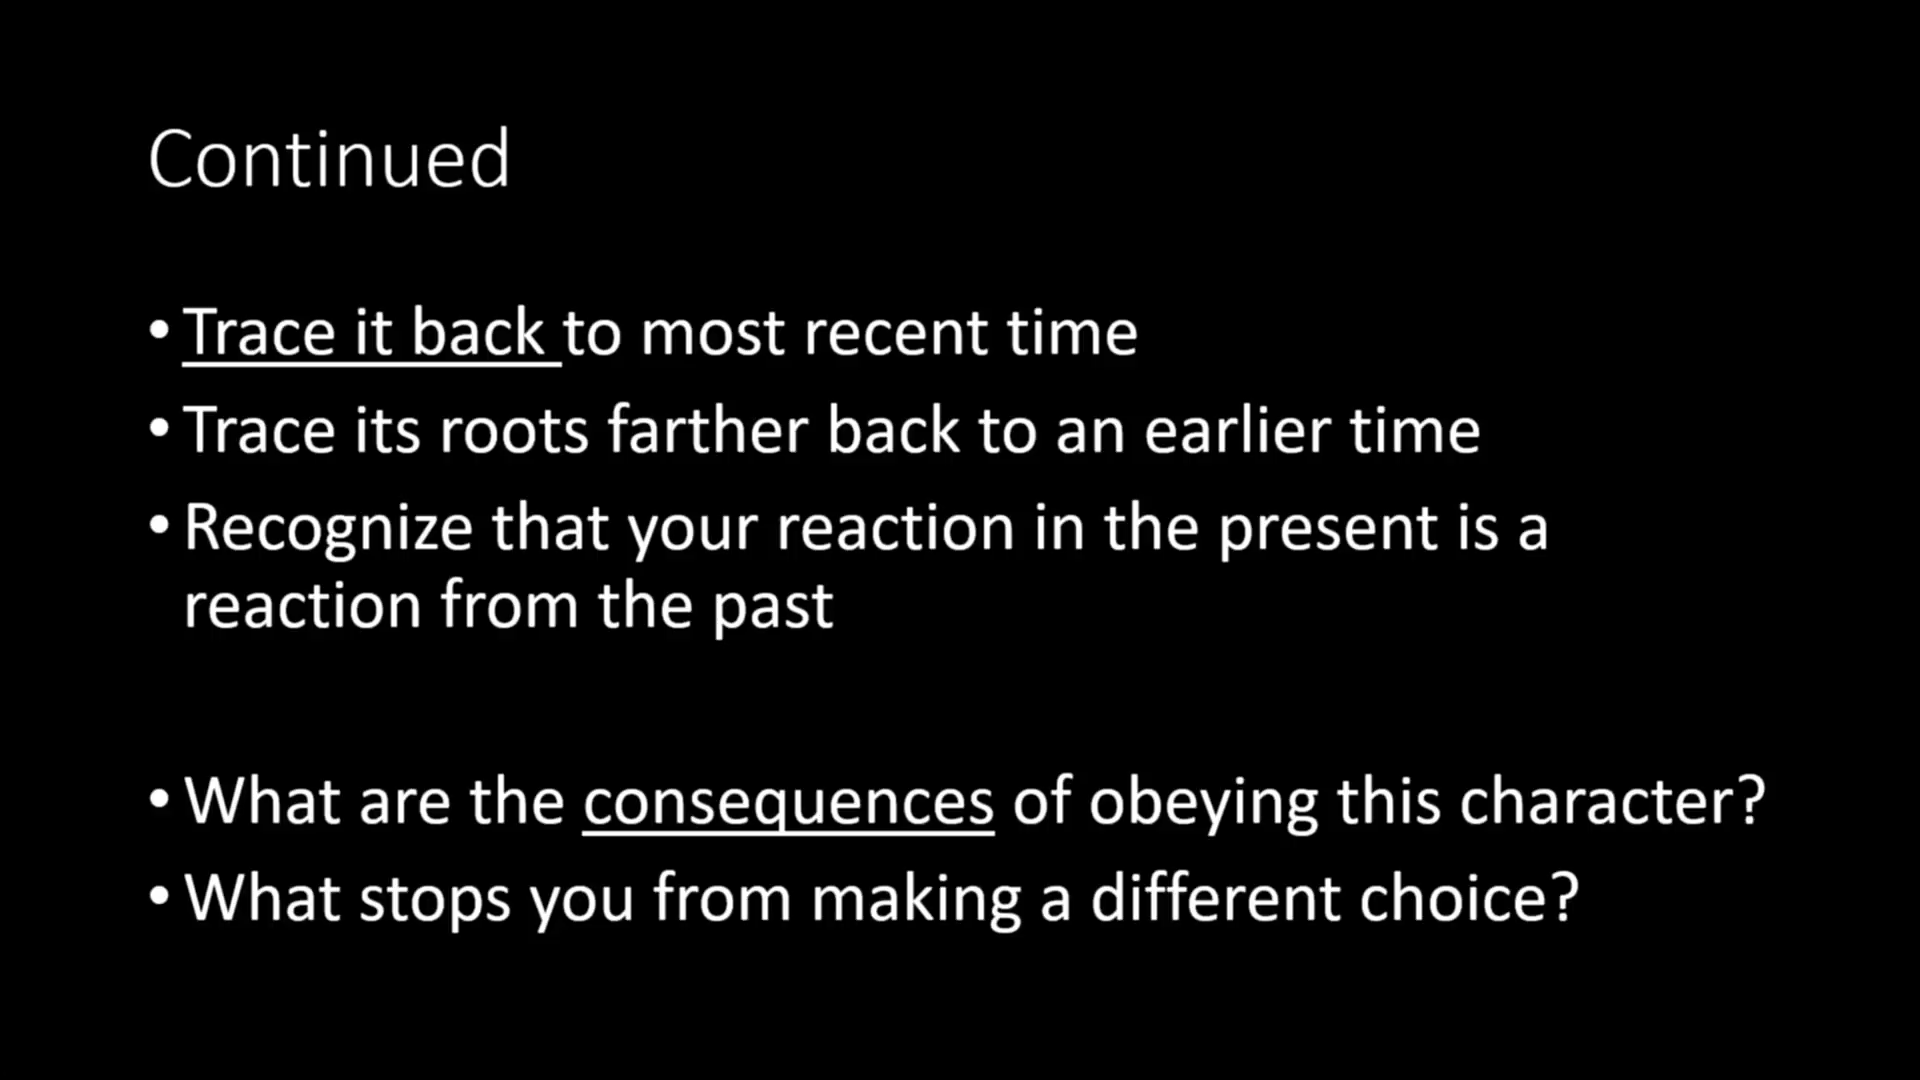 Continued
• Trace it back to most recent time
• Trace its roots farther back to an earlier time
• Recognize that your reaction in the present is a
reaction from the past
• What are the consequences of obeying this character?
• What stops you from making a different choice?